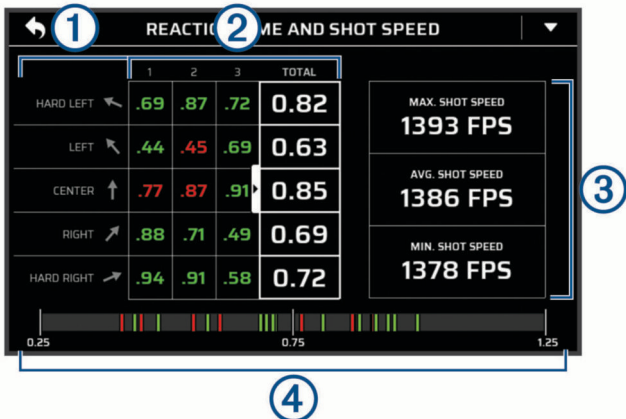 REACTIO ME AND SHOT SPEED
1
2
1 2 3 TOTAL
HARD LEFT .69 .87 .72 0.82
LEFT .44 .45 .69 0.63
CENTER .77 .87 .91 0.85
RIGHT .88 .71 .49 0.69
HARD RIGHT .94 .91 .58 0.72
MAX. SHOT SPEED
1393 FPS
AVG. SHOT SPEED
1386 FPS
MIN. SHOT SPEED
1378 FPS
3
0.25 0.75 1.25
4